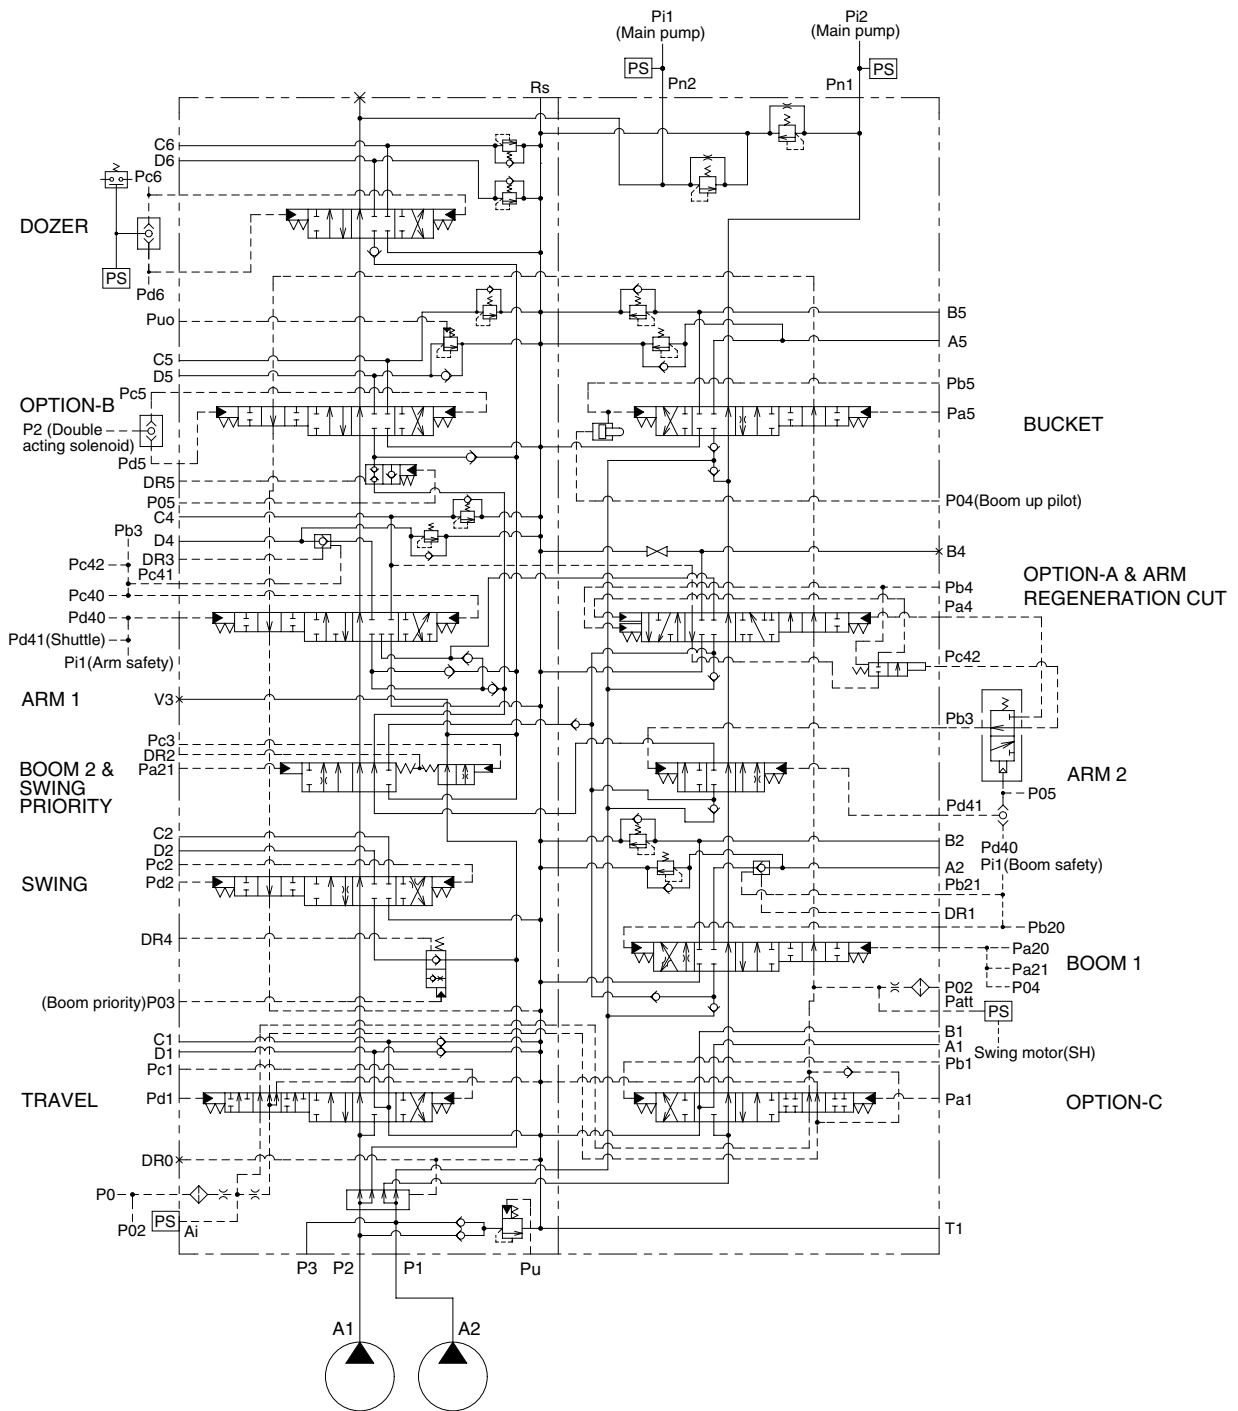 Pi1
(Main pump)
Pi2
(Main pump)
PS
PS
Rs
Pn2
Pn1
C6
D6
Pc6
DOZER
PS
Pd6
Puo
B5
A5
C5
D5
Pc5
Pb5
OPTION-B
P2 (Double
acting solenoid)
Pa5
BUCKET
Pd5
DR5
P05
P04(Boom up pilot)
C4
Pb3
D4
DR3
B4
Pc42
Pc41
OPTION-A & ARM
REGENERATION CUT
Pb4
Pc40
Pa4
Pd40
Pd41(Shuttle)
Pi1(Arm safety)
Pc42
ARM 1
V3
Pb3
Pc3
DR2
Pa21
BOOM 2 &
SWING
PRIORITY
ARM 2
P05
Pd41
C2
D2
Pc2
Pd2
SWING
B2
Pd40
Pi1(Boom safety)
A2
Pb21
DR1
Pb20
DR4
Pa20
Pa21
P04
BOOM 1
(Boom priority)P03
P02
Patt
PS
C1
D1
B1
A1
Swing motor(SH)
Pc1
Pb1
TRAVEL
Pd1
Pa1
OPTION-C
DR0
P0
P02
PS
Ai
T1
P3
P2
P1
Pu
A1
A2